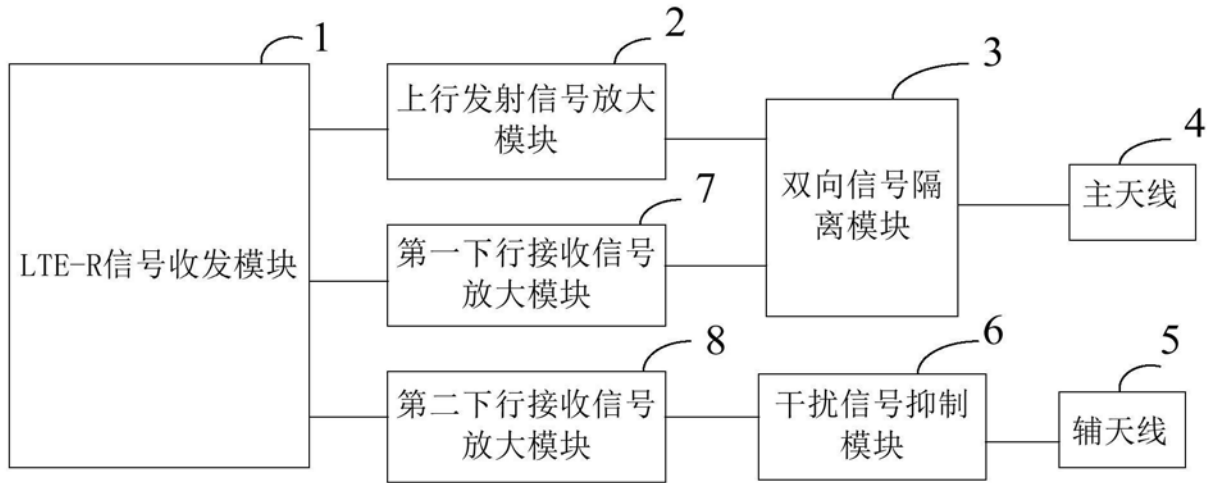 1
2
3
4
LTE-R信号收发模块
上行发射信号放大
模块
双向信号隔
离模块
主天线
7
第一下行接收信号
放大模块
8
第二下行接收信号
放大模块
6
干扰信号抑制
模块
5
辅天线